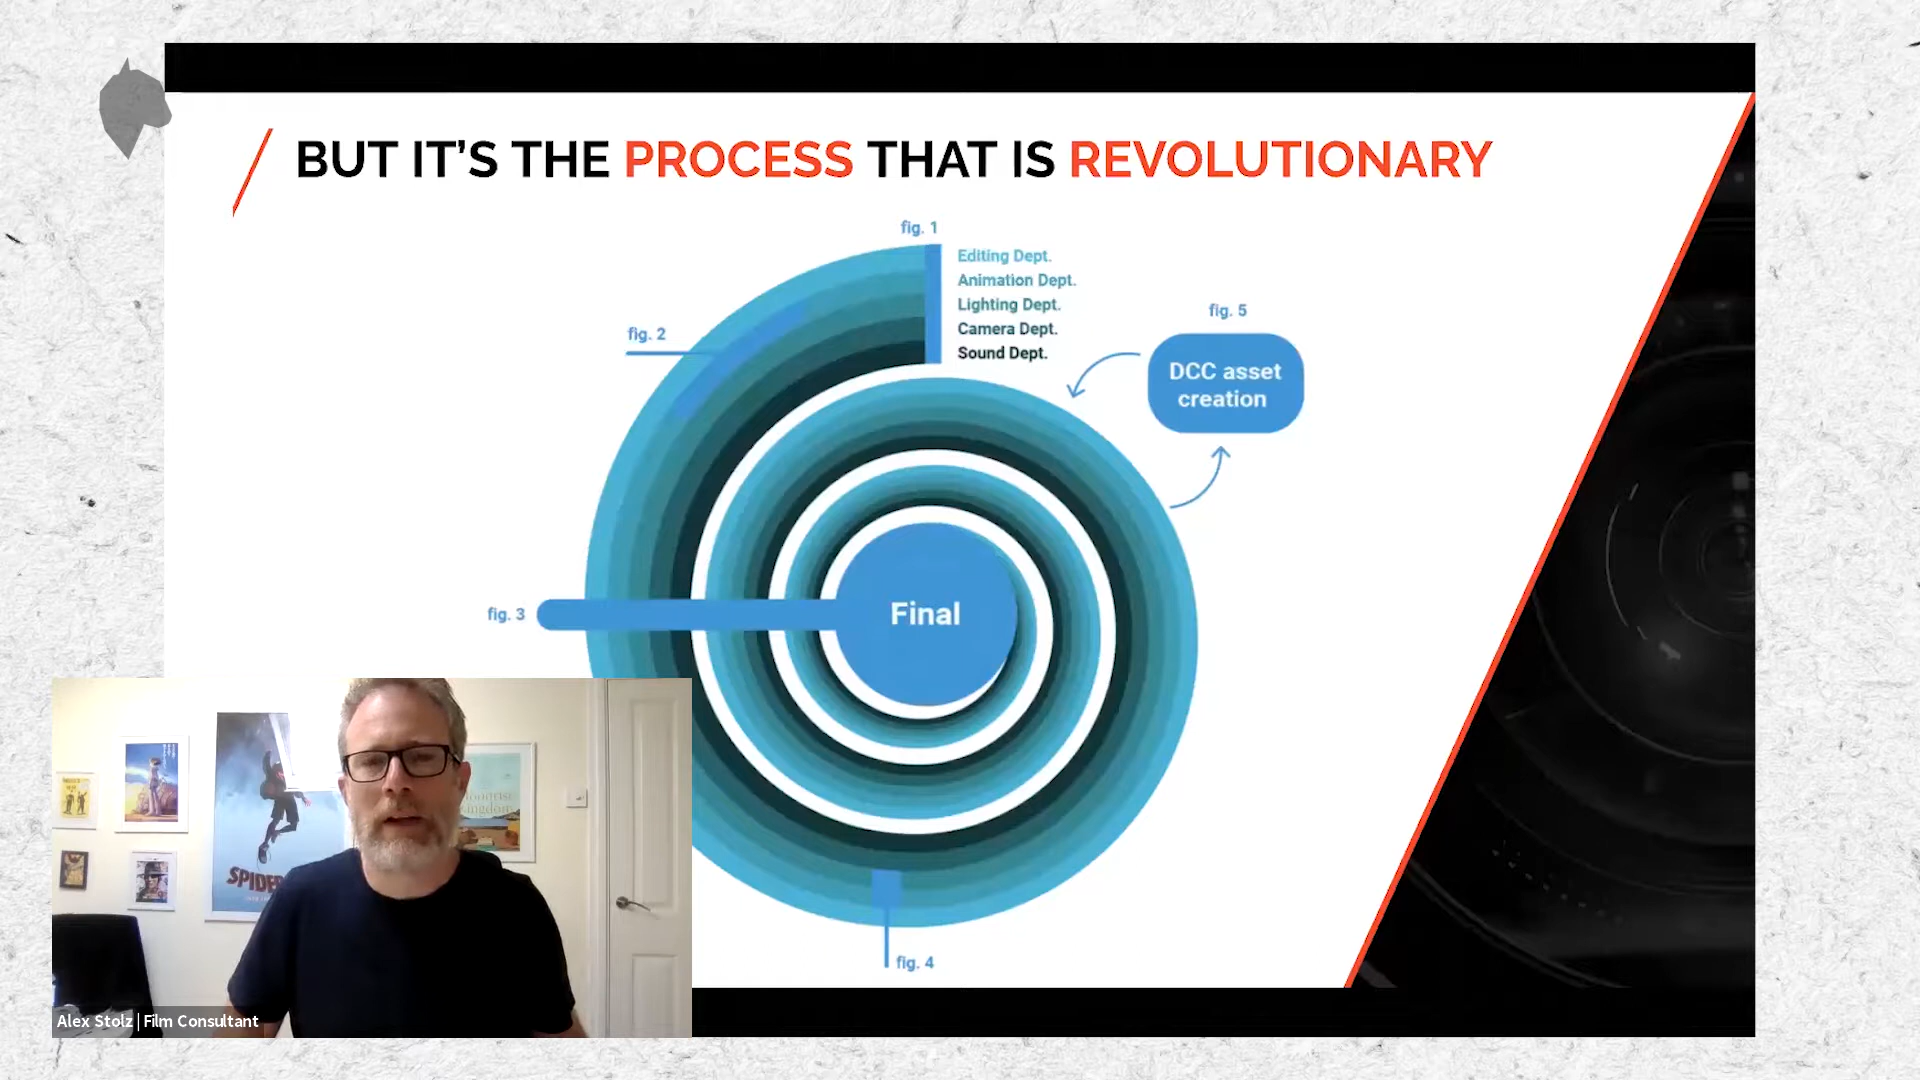 BUT IT'S THE PROCESS THAT IS REVOLUTIONARY
fig. 1
Editing Dept.
Animation Dept.
Lighting Dept.
Camera Dept.
Sound Dept.
fig. 2
fig. 5
DCC asset
creation
fig. 3
Final
fig. 4
SPIDE
Alex Stolz | Film Consultant